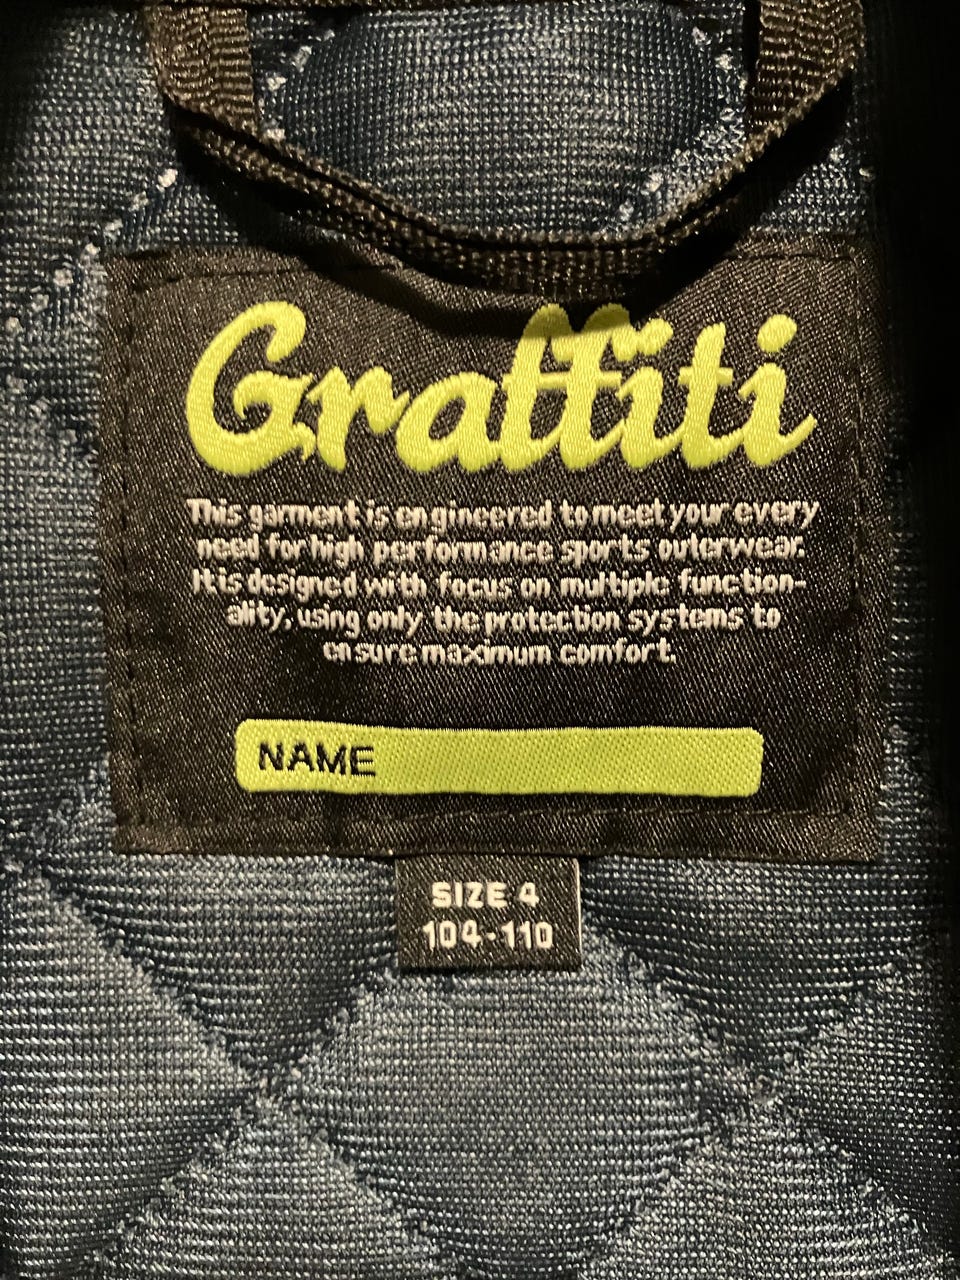 Graffiti
This garment is engineered to meet your every
need for high performance sports outerwear.
It is designed with focus on multiple function-
ality, using only the protection systems to
ensure maximum comfort.
NAME
SIZE 4
104-110